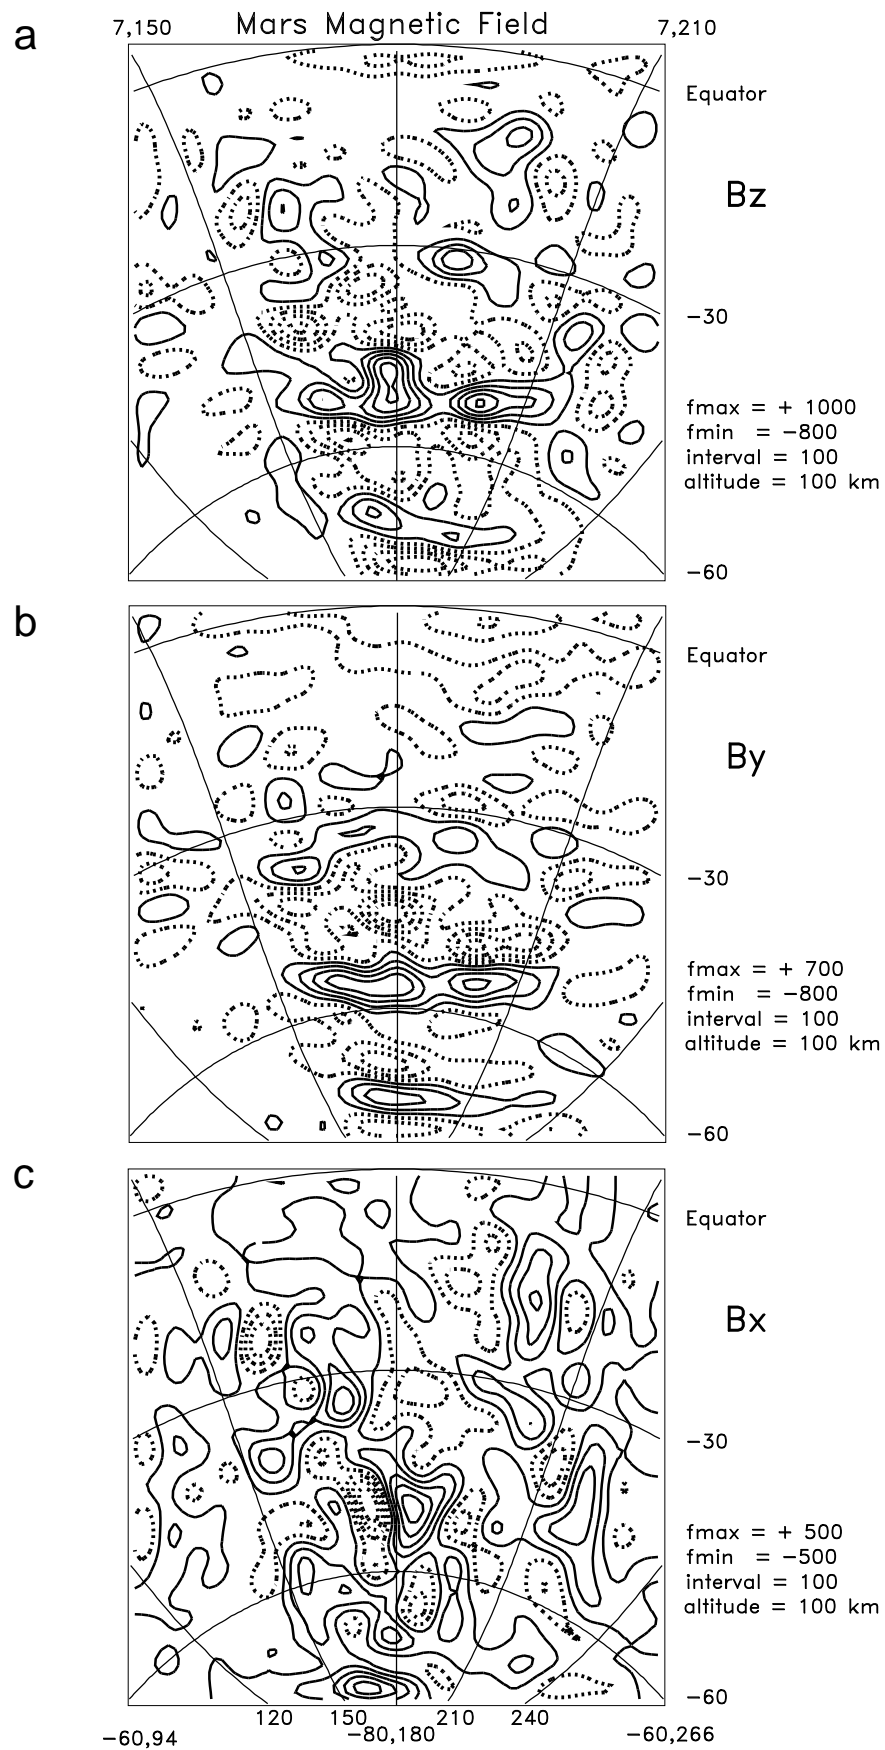 a
7,150 Mars Magnetic Field 7,210
Equator
Bz
-30
fmax = + 1000
fmin = -800
interval = 100
altitude = 100 km
-60
b
Equator
By
-30
fmax = + 700
fmin = -800
interval = 100
altitude = 100 km
-60
c
Equator
Bx
-30
fmax = + 500
fmin = -500
interval = 100
altitude = 100 km
-60
120 150 210 240
-60,94 -80,180 -60,266